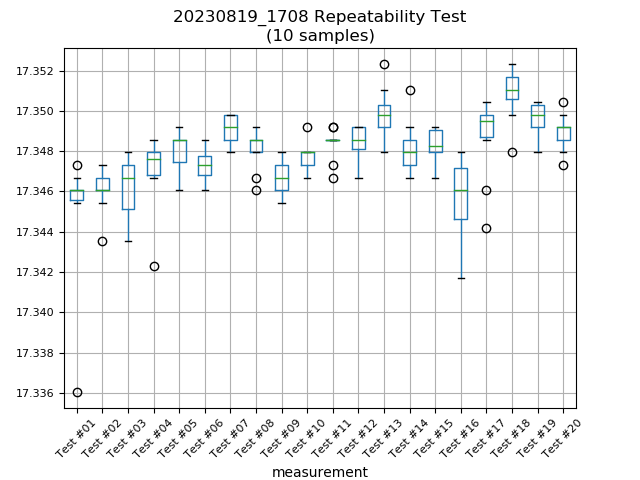 20230819_1708 Repeatability Test
(10 samples)
17.352
17.350
17.348
17.346
17.344
17.342
17.340
17.338
17.336
Test #01
Test #02
Test #03
Test #04
Test #05
Test #06
Test #07
Test #08
Test #09
Test #10
Test #11
Test #12
Test #13
Test #14
Test #15
Test #16
Test #17
Test #18
Test #19
Test #20
measurement